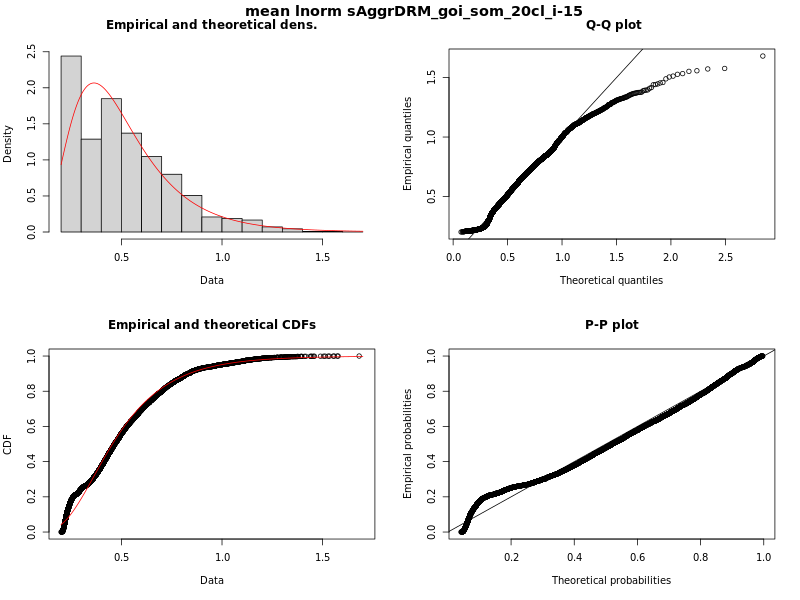 mean lnorm sAggrDRM_goi_som_20cl_i-15
Empirical and theoretical dens.
Density
0.0 0.5 1.0 1.5 2.0 2.5
0.5 1.0 1.5
Data
Q-Q plot
Empirical quantiles
0.5 1.0 1.5
0.0 0.5 1.0 1.5 2.0 2.5
Theoretical quantiles
Empirical and theoretical CDFs
CDF
0.0 0.2 0.4 0.6 0.8 1.0
0.5 1.0 1.5
Data
P-P plot
Empirical probabilities
0.0 0.2 0.4 0.6 0.8 1.0
0.2 0.4 0.6 0.8 1.0
Theoretical probabilities